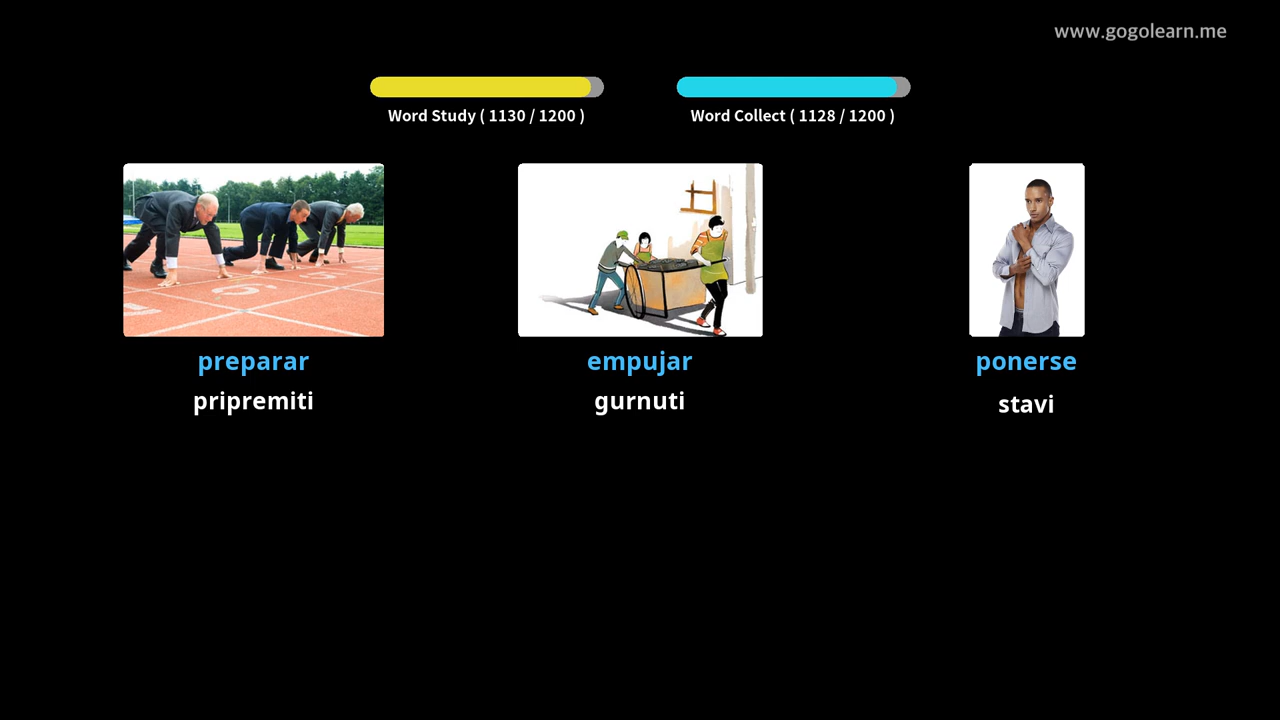 www.gogolearn.me
Word Study ( 1130 / 1200 )
Word Collect ( 1128 / 1200 )
preparar
pripremiti
empujar
gurnuti
ponerse
stavi